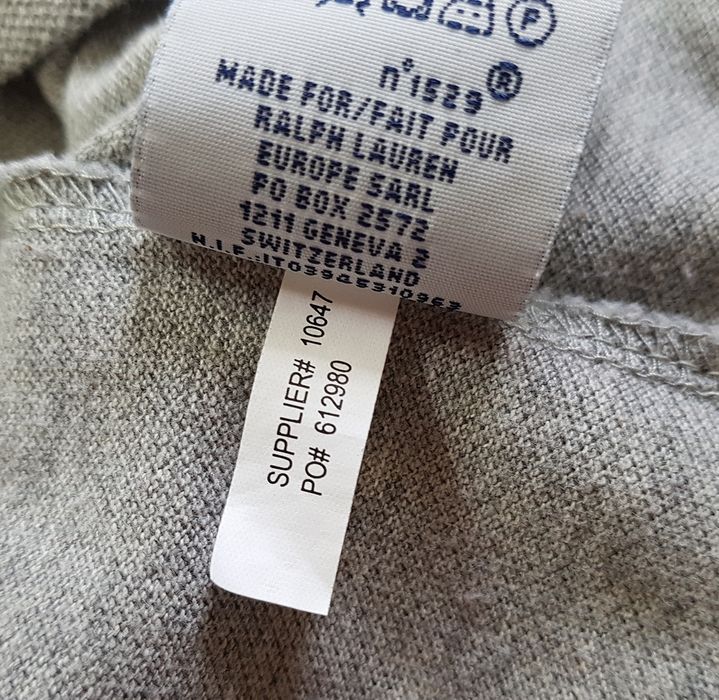 P
n°1529®
MADE FOR/FAIT POUR
RALPH LAUREN
EUROPE SARL
PO BOX 2572
1211 GENEVA 2
SWITZERLAND
SUPPLIER# 10647
PO# 612980